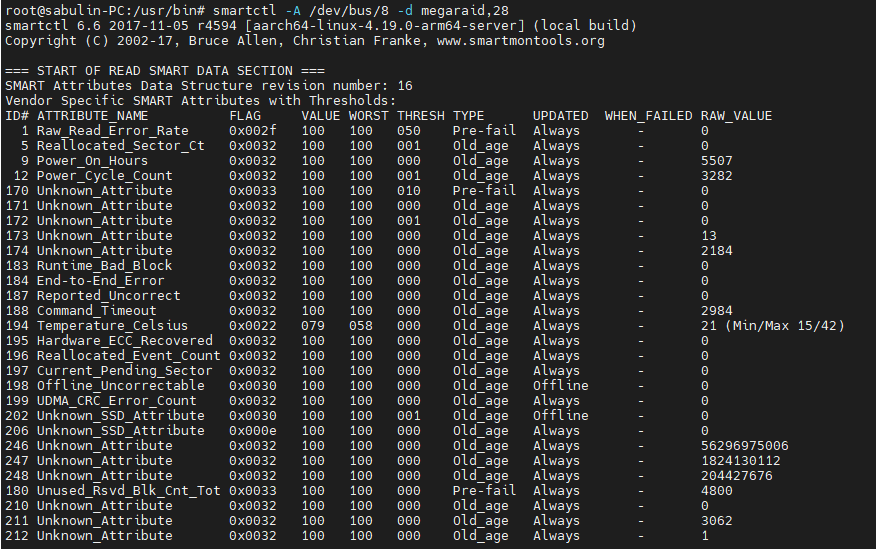 root@sabulin-PC:/usr/bin# smartctl -A /dev/bus/8 -d megaraid,28
smartctl 6.6 2017-11-05 r4594 [aarch64-linux-4.19.0-arm64-server] (local build)
Copyright (C) 2002-17, Bruce Allen, Christian Franke, www.smartmontools.org

=== START OF READ SMART DATA SECTION ===
SMART Attributes Data Structure revision number: 16
Vendor Specific SMART Attributes with Thresholds:
ID# ATTRIBUTE_NAME          FLAG     VALUE WORST THRESH TYPE      UPDATED  WHEN_FAILED RAW_VALUE
  1 Raw_Read_Error_Rate     0x002f   100   100   050    Pre-fail  Always       -       0
  5 Reallocated_Sector_Ct   0x0032   100   100   001    Old_age   Always       -       0
  9 Power_On_Hours          0x0032   100   100   000    Old_age   Always       -       5507
 12 Power_Cycle_Count       0x0032   100   100   001    Old_age   Always       -       3282
170 Unknown_Attribute       0x0033   100   100   010    Pre-fail  Always       -       0
171 Unknown_Attribute       0x0032   100   100   000    Old_age   Always       -       0
172 Unknown_Attribute       0x0032   100   100   001    Old_age   Always       -       0
173 Unknown_Attribute       0x0032   100   100   000    Old_age   Always       -       13
174 Unknown_Attribute       0x0032   100   100   000    Old_age   Always       -       2184
183 Runtime_Bad_Block       0x0032   100   100   000    Old_age   Always       -       0
184 End-to-End_Error        0x0032   100   100   000    Old_age   Always       -       0
187 Reported_Uncorrect      0x0032   100   100   000    Old_age   Always       -       0
188 Command_Timeout         0x0032   100   100   000    Old_age   Always       -       2984
194 Temperature_Celsius     0x0022   079   058   000    Old_age   Always       -       21 (Min/Max 15/42)
195 Hardware_ECC_Recovered  0x0032   100   100   000    Old_age   Always       -       0
196 Reallocated_Event_Count 0x0032   100   100   000    Old_age   Always       -       0
197 Current_Pending_Sector  0x0032   100   100   000    Old_age   Always       -       0
198 Offline_Uncorrectable   0x0030   100   100   000    Old_age   Offline      -       0
199 UDMA_CRC_Error_Count    0x0032   100   100   000    Old_age   Always       -       0
202 Unknown_SSD_Attribute   0x0030   100   100   001    Old_age   Offline      -       0
206 Unknown_SSD_Attribute   0x000e   100   100   000    Old_age   Always       -       0
246 Unknown_Attribute       0x0032   100   100   000    Old_age   Always       -       56296975006
247 Unknown_Attribute       0x0032   100   100   000    Old_age   Always       -       1824130112
248 Unknown_Attribute       0x0032   100   100   000    Old_age   Always       -       204427676
180 Unused_Rsvd_Blk_Cnt_Tot 0x0033   100   100   000    Pre-fail  Always       -       4800
210 Unknown_Attribute       0x0032   100   100   000    Old_age   Always       -       0
211 Unknown_Attribute       0x0032   100   100   000    Old_age   Always       -       3062
212 Unknown_Attribute       0x0032   100   100   000    Old_age   Always       -       1